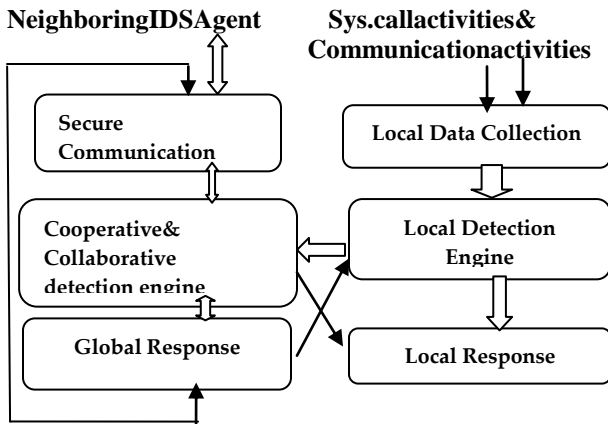 NeighboringIDSAgent
Sys.callactivities&
Communicationactivities
Secure
Communication
Local Data Collection
Cooperative&
Collaborative
detection engine
Local Detection
Engine
Global Response
Local Response